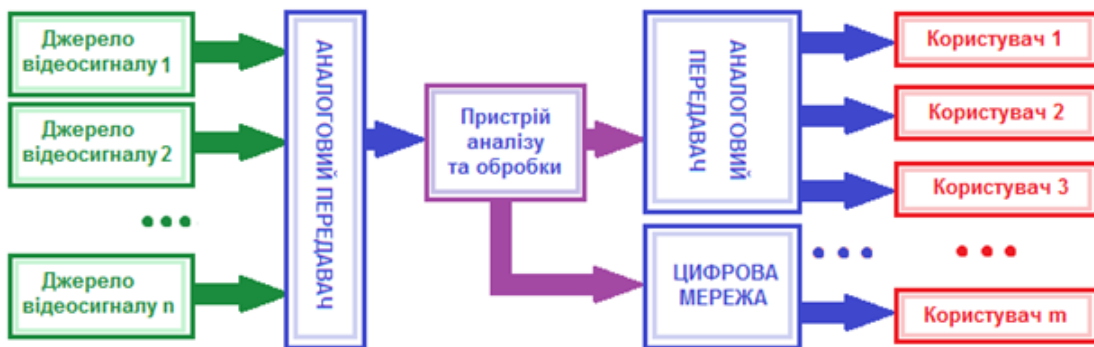 Джерело
відеосигналу 1
Джерело
відеосигналу 2
Джерело
відеосигналу n
АНАЛОГОВИЙ ПЕРЕДАВАЧ
Пристрій
аналізу
та обробки
АНАЛОГОВИЙ
ПЕРЕДАВАЧ
ЦИФРОВА
МЕРЕЖА
Користувач 1
Користувач 2
Користувач 3
Користувач m